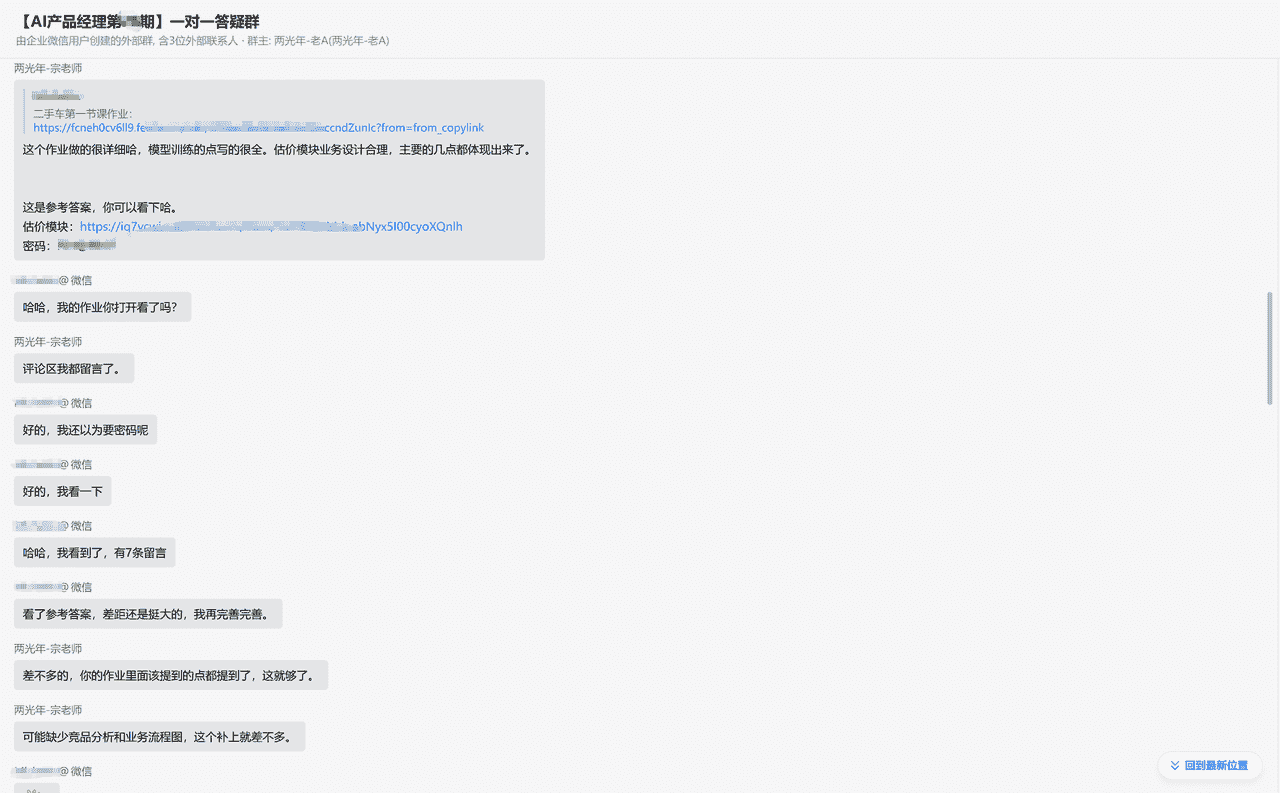 【AI产品经理第 期】一对一答疑群
由企业微信用户创建的外部群, 含3位外部联系人 · 群主: 两光年-老A(两光年-老A)
两光年-宗老师
二手车第一节课作业：
https://fcneh0cv6ll9.fe ccndZunIc?from=from_copylink
这个作业做的很详细哈，模型训练的点写的很全。估价模块业务设计合理，主要的几点都体现出来了。
这是参考答案，你可以看下哈。
估价模块：https://iq7 bNyx5I00cyoXQnlh
密码：
@微信
哈哈，我的作业你打开看了吗？
两光年-宗老师
评论区我都留言了。
@微信
好的，我还以为要密码呢
@微信
好的，我看一下
@微信
哈哈，我看到了，有7条留言
@微信
看了参考答案，差距还是挺大的，我再完善完善。
两光年-宗老师
差不多的，你的作业里面该提到的点都提到了，这就够了。
两光年-宗老师
可能缺少竞品分析和业务流程图，这个补上就差不多。
@微信
回到最新位置